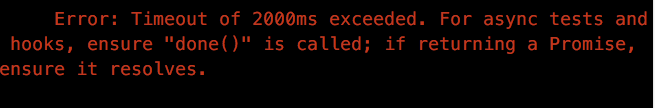 Error: Timeout of 2000ms exceeded. For async tests and
hooks, ensure "done()" is called; if returning a Promise,
ensure it resolves.